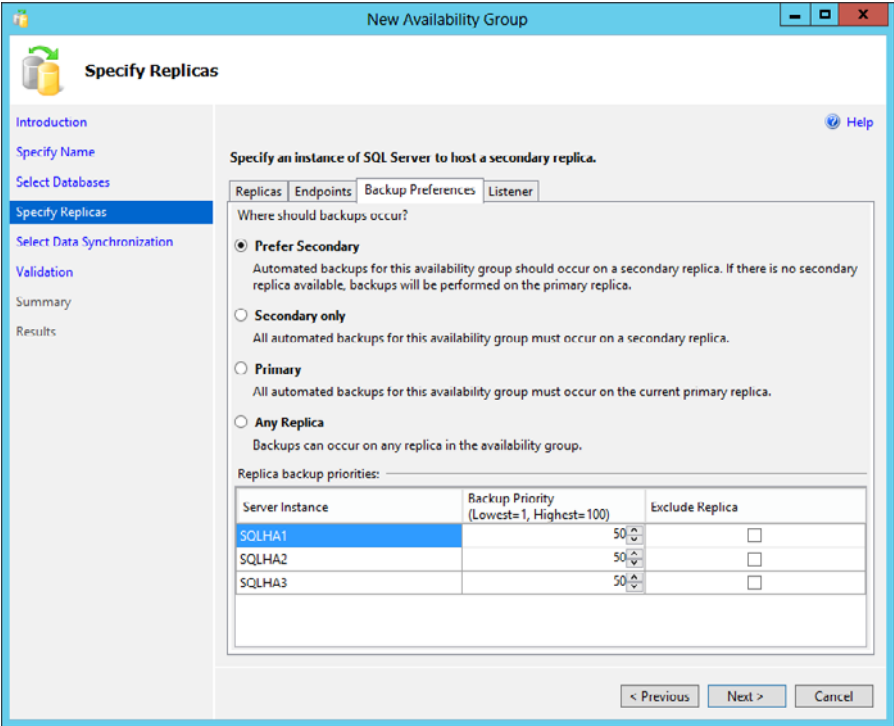 New Availability Group
Specify Replicas
Help
Introduction
Specify Name
Select Databases
Specify Replicas
Select Data Synchronization
Validation
Summary
Results
Specify an instance of SQL Server to host a secondary replica.
Replicas Endpoints Backup Preferences Listener
Where should backups occur?
Prefer Secondary
Automated backups for this availability group should occur on a secondary replica. If there is no secondary
replica available, backups will be performed on the primary replica.
Secondary only
All automated backups for this availability group must occur on a secondary replica.
Primary
All automated backups for this availability group must occur on the current primary replica.
Any Replica
Backups can occur on any replica in the availability group.
Replica backup priorities:
Server Instance
Backup Priority
(Lowest=1, Highest=100)
Exclude Replica
SQLHA1 50
SQLHA2 50
SQLHA3 50
< Previous Next > Cancel